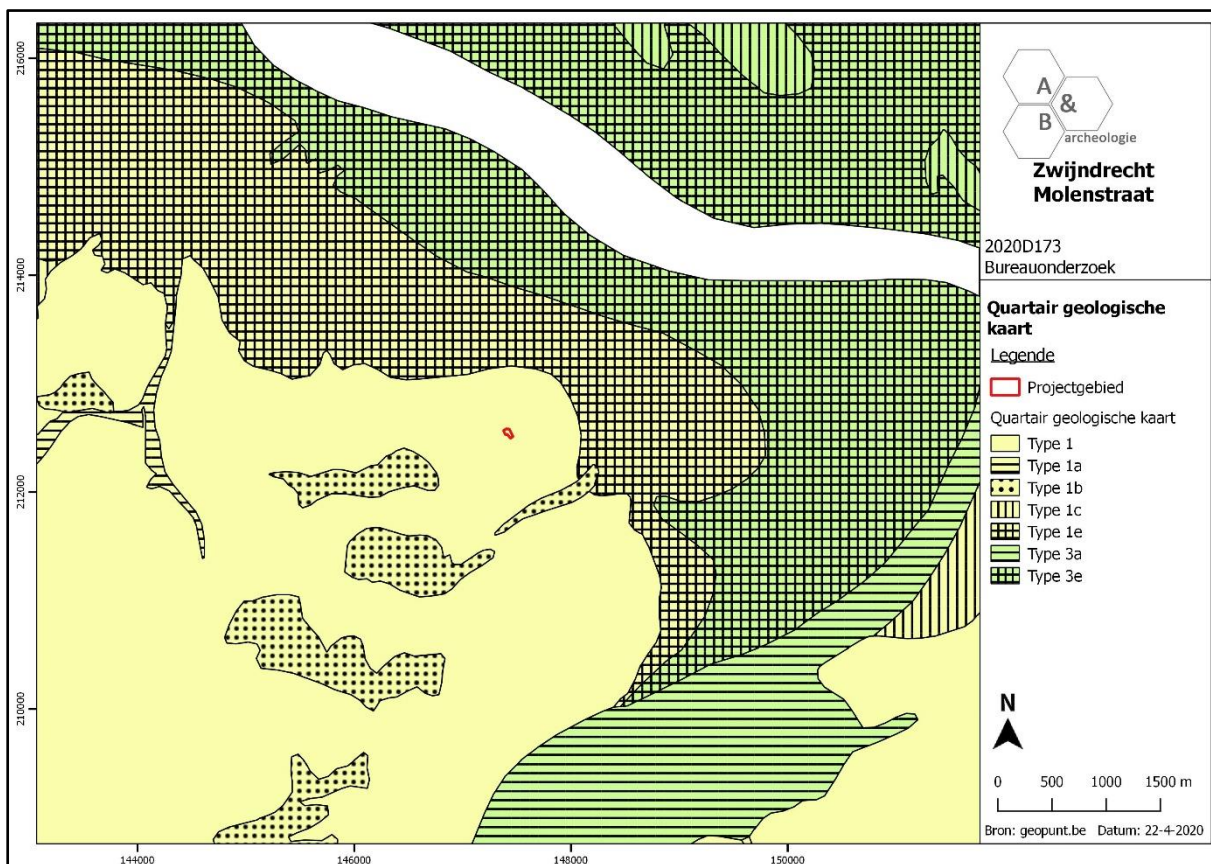 216000
214000
212000
210000
144000
146000
148000
150000
A
&
B
archeologie
Zwijndrecht
Molenstraat
2020D173
Bureauonderzoek
Quartair geologische
kaart
Legende
Projectgebied
Quartair geologische kaart
Type 1
Type 1a
Type 1b
Type 1c
Type 1e
Type 3a
Type 3e
N
0 500 1000 1500 m
Bron: geopunt.be Datum: 22-4-2020